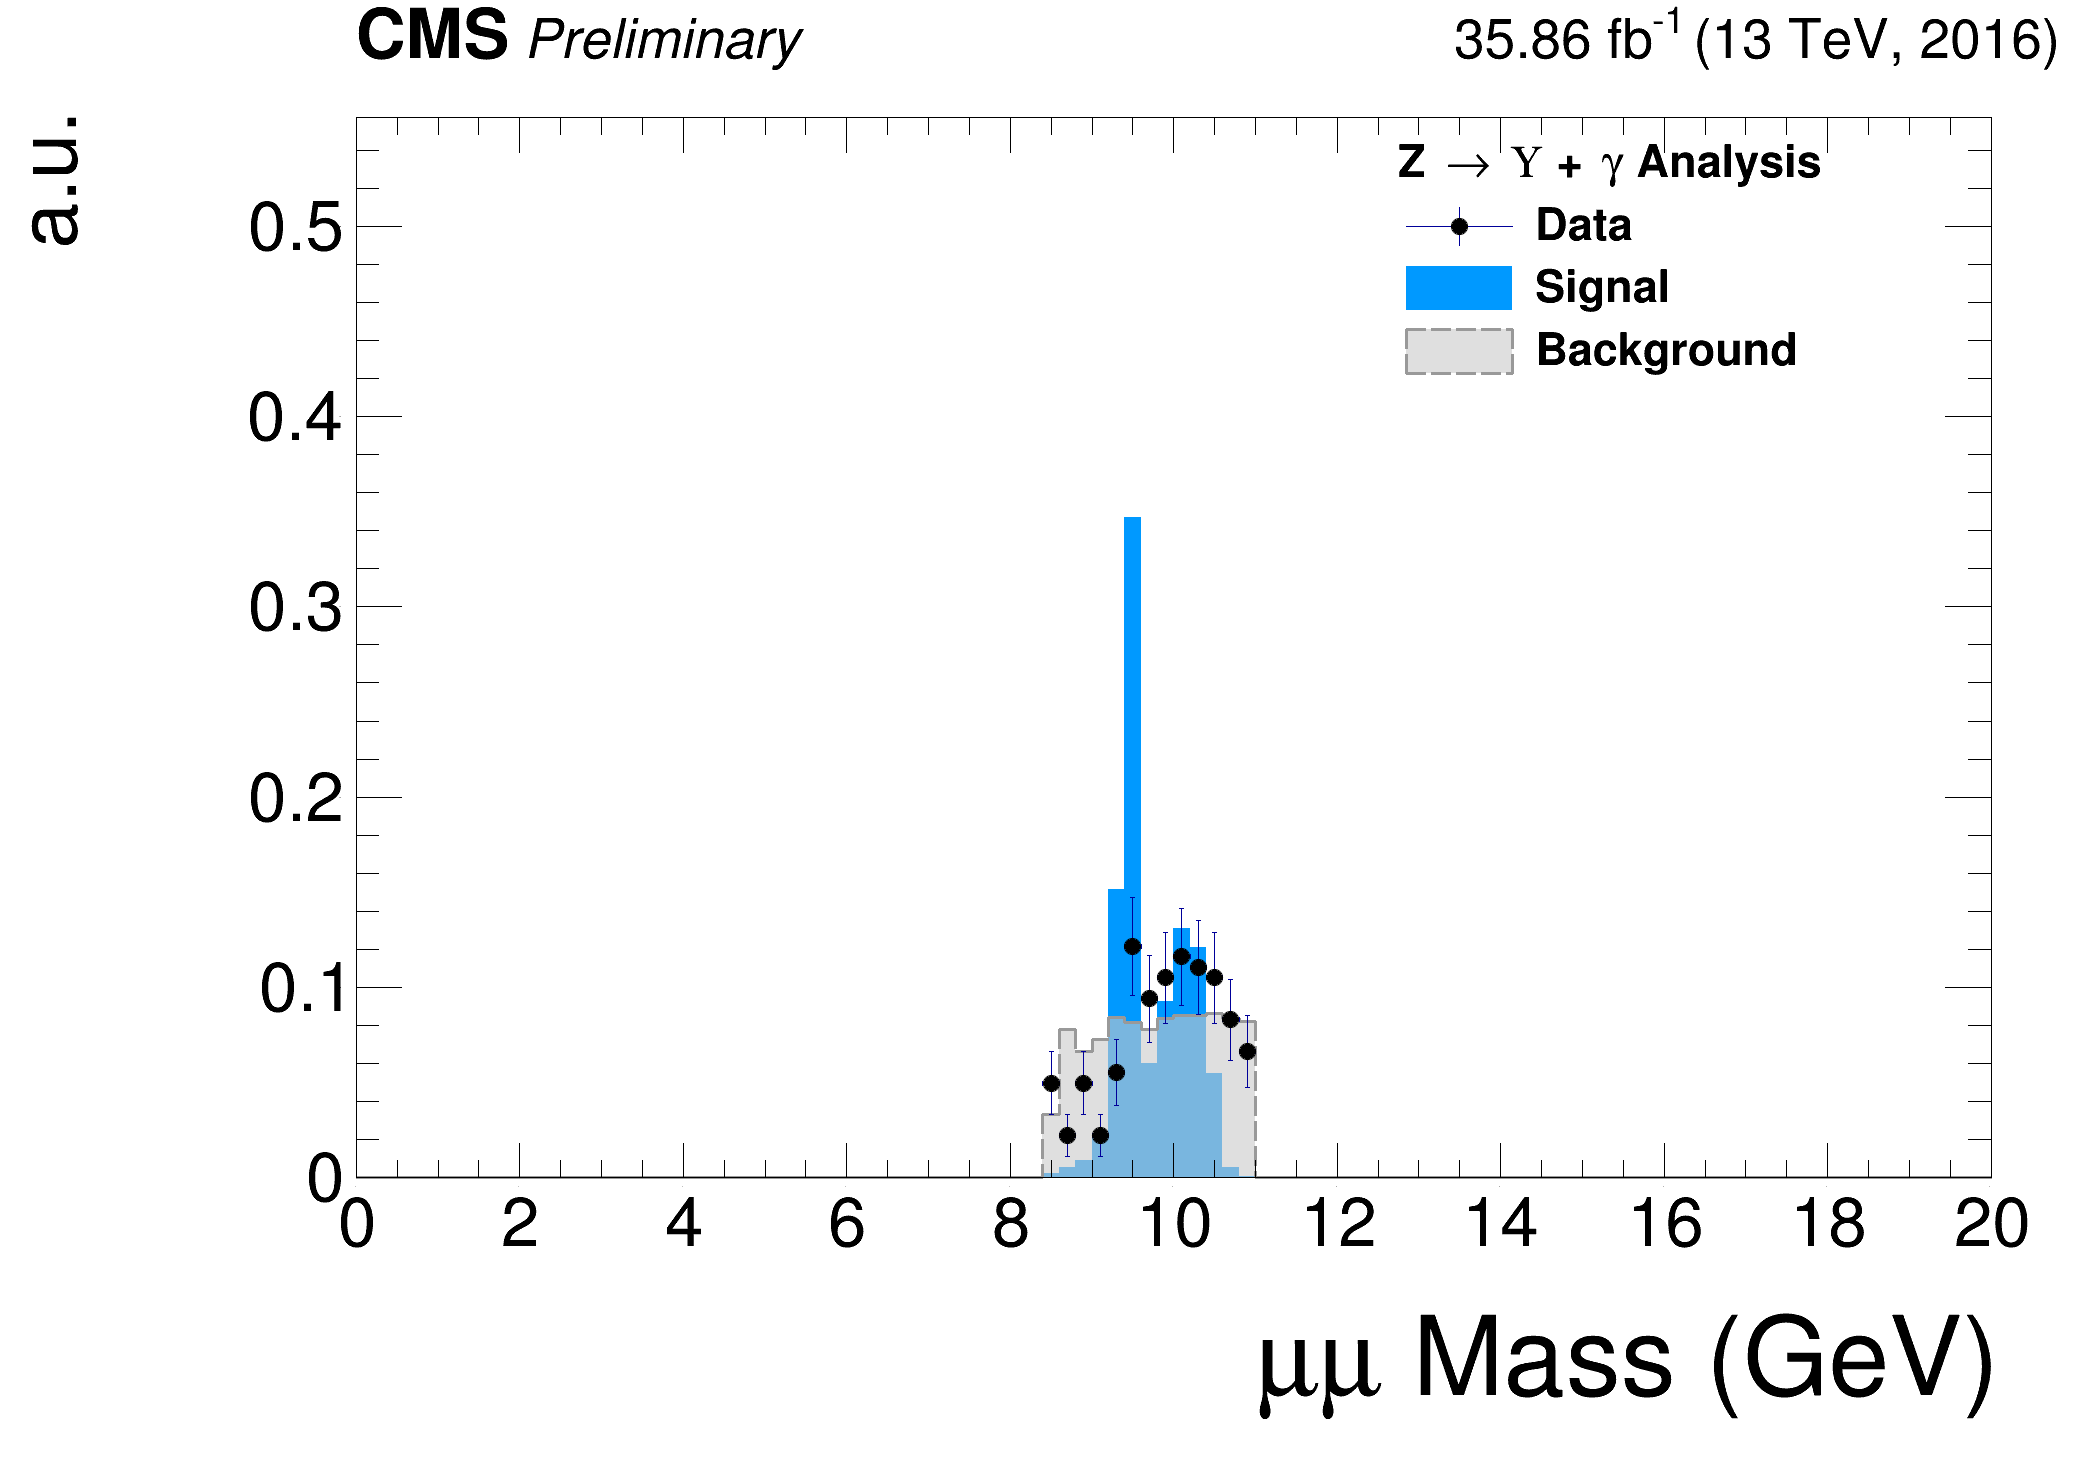 CMS Preliminary 35.86 fb⁻¹ (13 TeV, 2016)
a.u.
Z → ϒ + γ Analysis
Data
Signal
Background
0.5
0.4
0.3
0.2
0.1
0
0 2 4 6 8 10 12 14 16 18 20
μμ Mass (GeV)